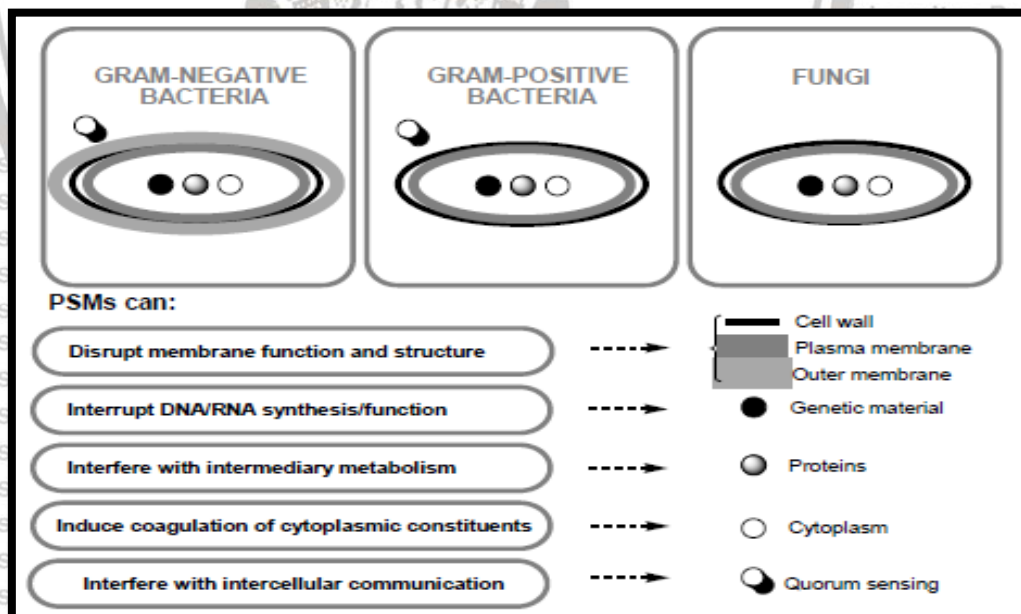 GRAM-NEGATIVE
BACTERIA
GRAM-POSITIVE
BACTERIA
FUNGI
PSMs can:
Disrupt membrane function and structure
Cell wall
Plasma membrane
Outer membrane
Interrupt DNA/RNA synthesis/function
Genetic material
Interfere with intermediary metabolism
Proteins
Induce coagulation of cytoplasmic constituents
Cytoplasm
Interfere with intercellular communication
Quorum sensing